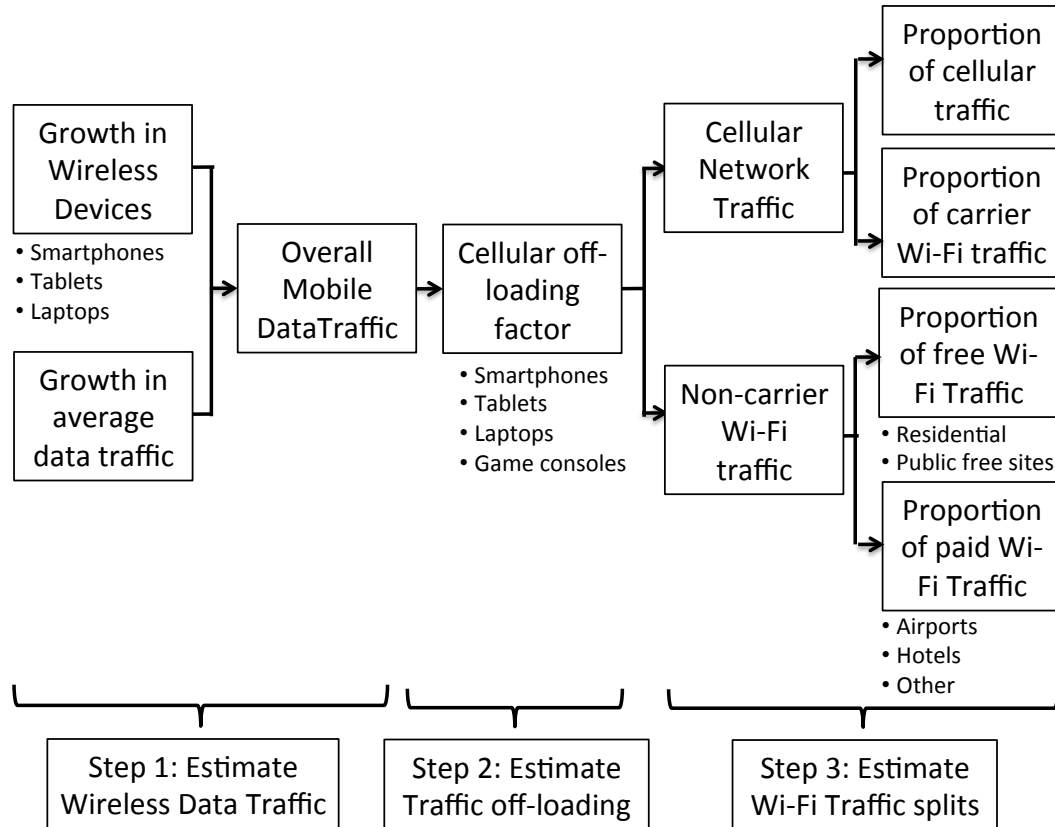 Growth in
Wireless
Devices
• Smartphones
• Tablets
• Laptops
Growth in
average
data traffic
Overall
Mobile
DataTraffic
Cellular off-
loading
factor
• Smartphones
• Tablets
• Laptops
• Game consoles
Cellular
Network
Traffic
Non-carrier
Wi-Fi
traffic
Proportion
of cellular
traffic
Proportion
of carrier
Wi-Fi traffic
Proportion
of free Wi-
Fi Traffic
• Residential
• Public free sites
Proportion
of paid Wi-
Fi Traffic
• Airports
• Hotels
• Other
Step 1: Estimate
Wireless Data Traffic
Step 2: Estimate
Traffic off-loading
Step 3: Estimate
Wi-Fi Traffic splits